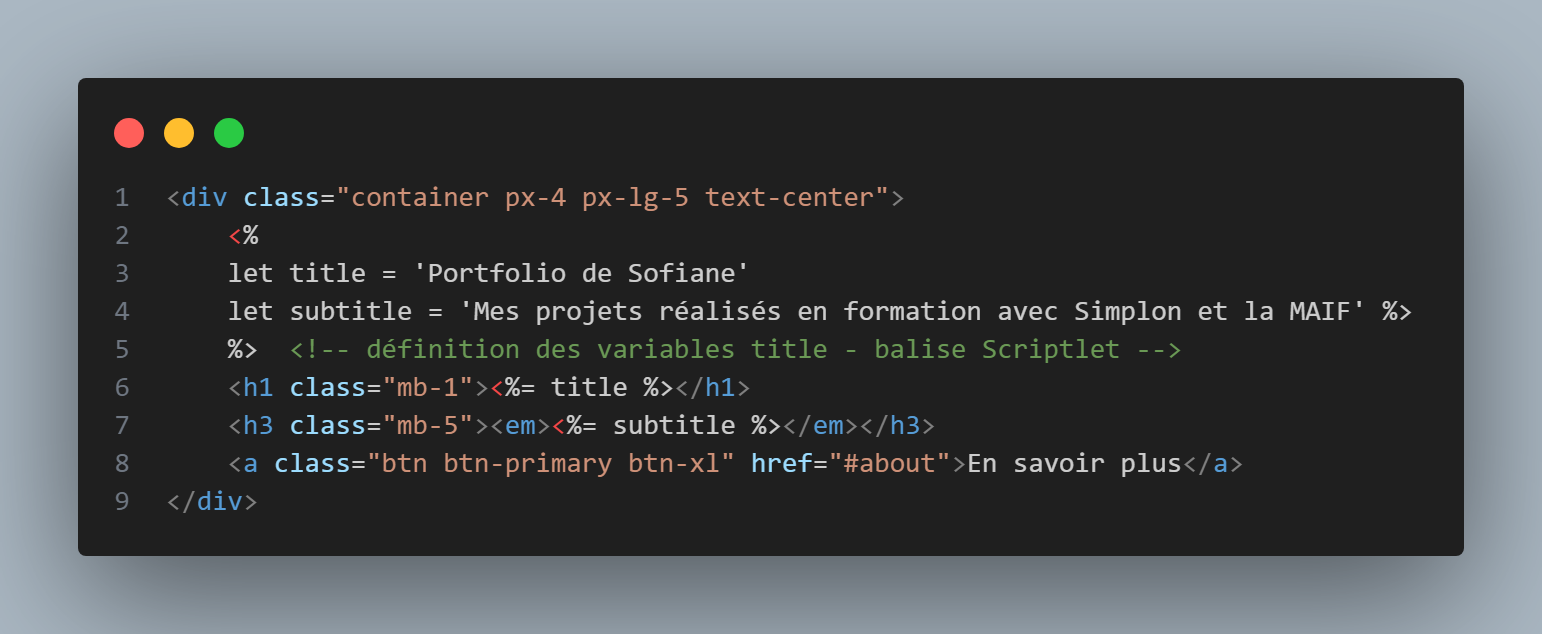 1 <div class="container px-4 px-lg-5 text-center">
2 <%
3 let title = 'Portfolio de Sofiane'
4 let subtitle = 'Mes projets réalisés en formation avec Simplon et la MAIF' %>
5 %> <!-- définition des variables title - balise Scriptlet -->
6 <h1 class="mb-1"><%= title %></h1>
7 <h3 class="mb-5"><em><%= subtitle %></em></h3>
8 <a class="btn btn-primary btn-xl" href="#about">En savoir plus</a>
9 </div>